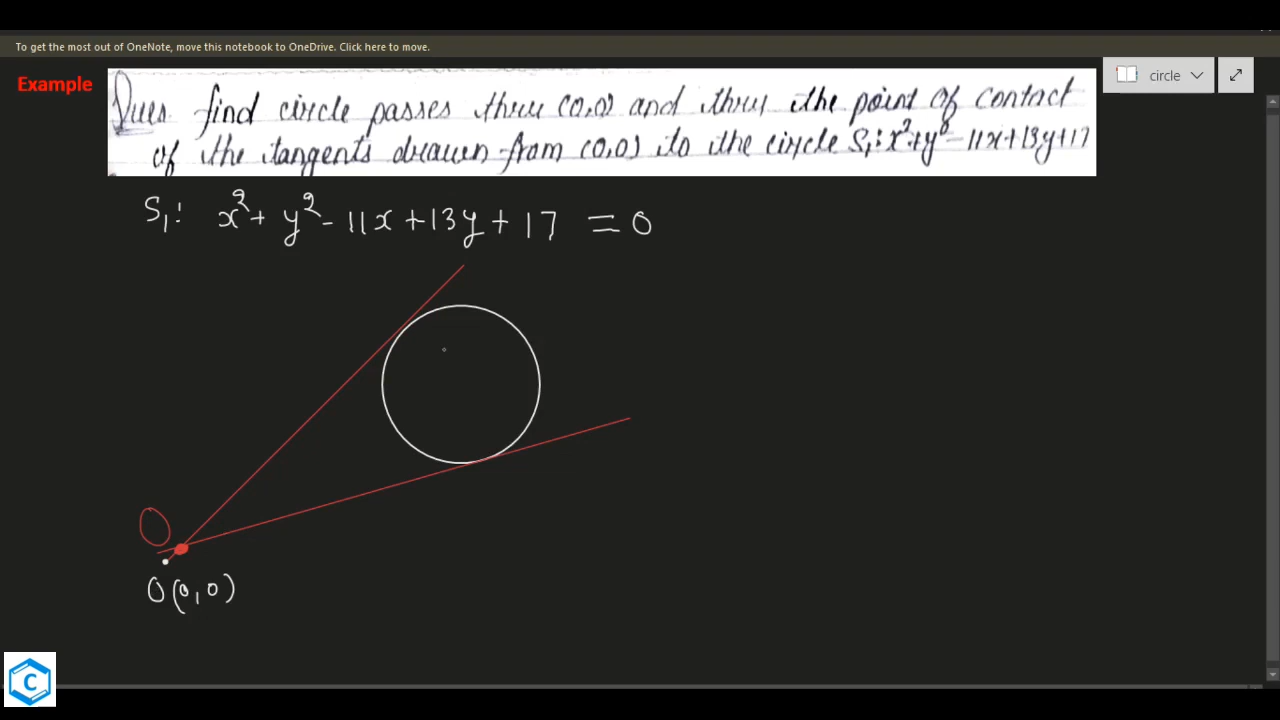 To get the most out of OneNote, move this notebook to OneDrive. Click here to move.
circle
Example
Ques. find circle passes thru (0,0) and thru the point of contact
of the tangents drawn from (0,0) to the circle S₁: x²+y²-11x+13y+17
S₁: x² + y² - 11x + 13y + 17 = 0
O
O(0,0)
C